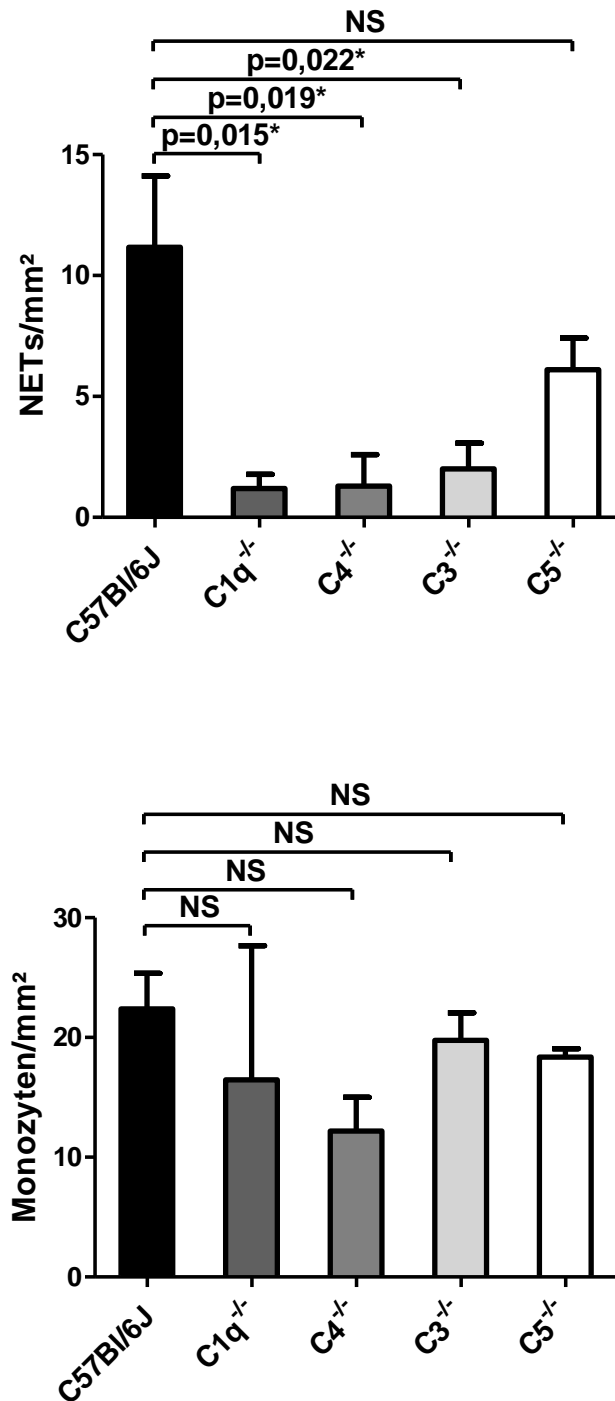 NS
p=0,022*
p=0,019*
p=0,015*
15
10
5
0
NETs/mm²
C57Bl/6J
C1q-/-
C4-/-
C3-/-
C5-/-
NS
NS
NS
NS
30
20
10
0
Monozyten/mm²
C57Bl/6J
C1q-/-
C4-/-
C3-/-
C5-/-